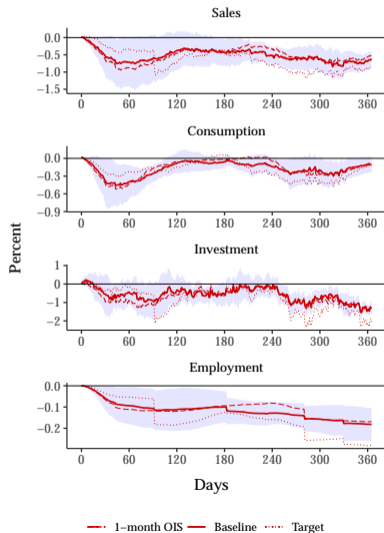 Sales
0.0
−0.5
−1.0
−1.5
0 60 120 180 240 300 360
Consumption
0.0
−0.3
−0.6
−0.9
0 60 120 180 240 300 360
Percent
Investment
1
0
−1
−2
0 60 120 180 240 300 360
Employment
0.0
−0.1
−0.2
0 60 120 180 240 300 360
Days
1−month OIS Baseline Target